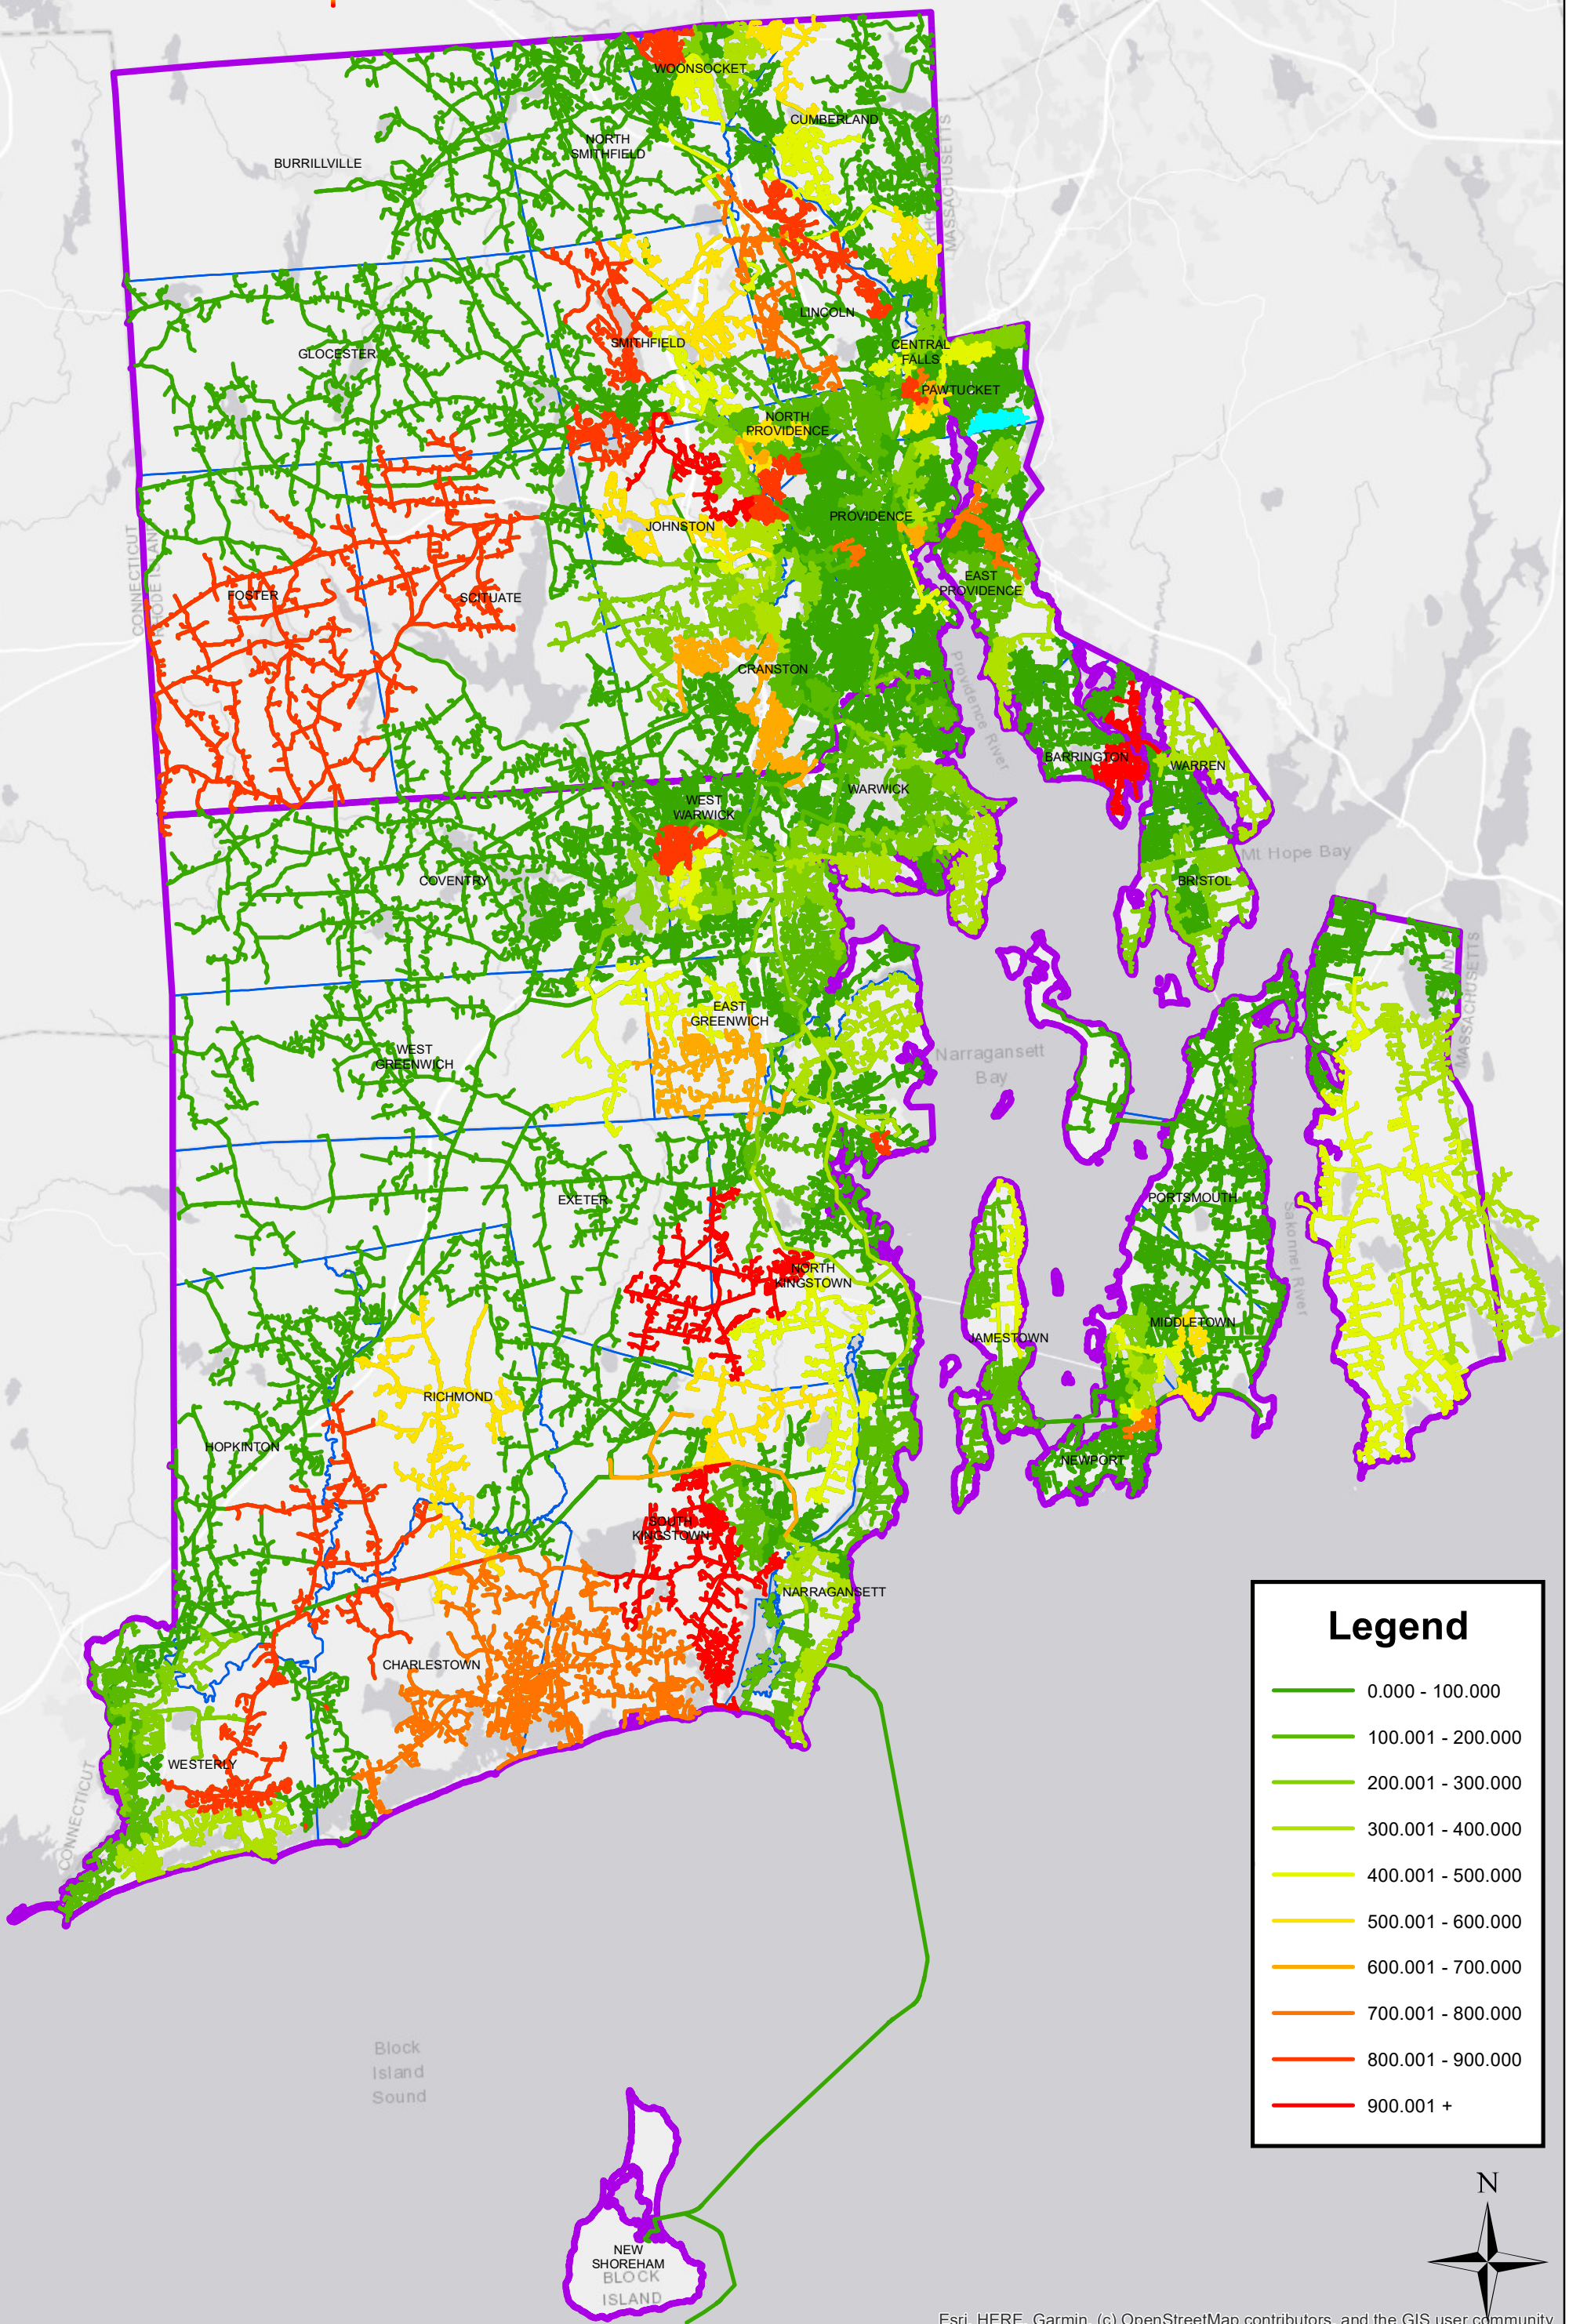 WOONSOCKET
CUMBERLAND
NORTH
SMITHFIELD
BURRILLVILLE
MASSACHUSETTS
LINCOLN
SMITHFIELD
GLOCESTER
CENTRAL
FALLS
PAWTUCKET
NORTH
PROVIDENCE
PROVIDENCE
JOHNSTON
CONNECTICUT
RHODE ISLAND
FOSTER
SCITUATE
EAST
PROVIDENCE
CRANSTON
Providence River
BARRINGTON
WARREN
WEST
WARWICK
WARWICK
Mt Hope Bay
COVENTRY
BRISTOL
EAST
GREENWICH
WEST
GREENWICH
Narragansett
Bay
MASSACHUSETTS
EXETER
PORTSMOUTH
Sakonnet River
NORTH
KINGSTOWN
MIDDLETOWN
JAMESTOWN
RICHMOND
HOPKINTON
NEWPORT
SOUTH
KINGSTOWN
NARRAGANSETT
CHARLESTOWN
WESTERLY
CONNECTICUT
Legend
0.000 - 100.000
100.001 - 200.000
200.001 - 300.000
300.001 - 400.000
400.001 - 500.000
500.001 - 600.000
600.001 - 700.000
700.001 - 800.000
800.001 - 900.000
900.001 +
Block
Island
Sound
N
NEW
SHOREHAM
BLOCK
ISLAND
Esri, HERE, Garmin, (c) OpenStreetMap contributors, and the GIS user community